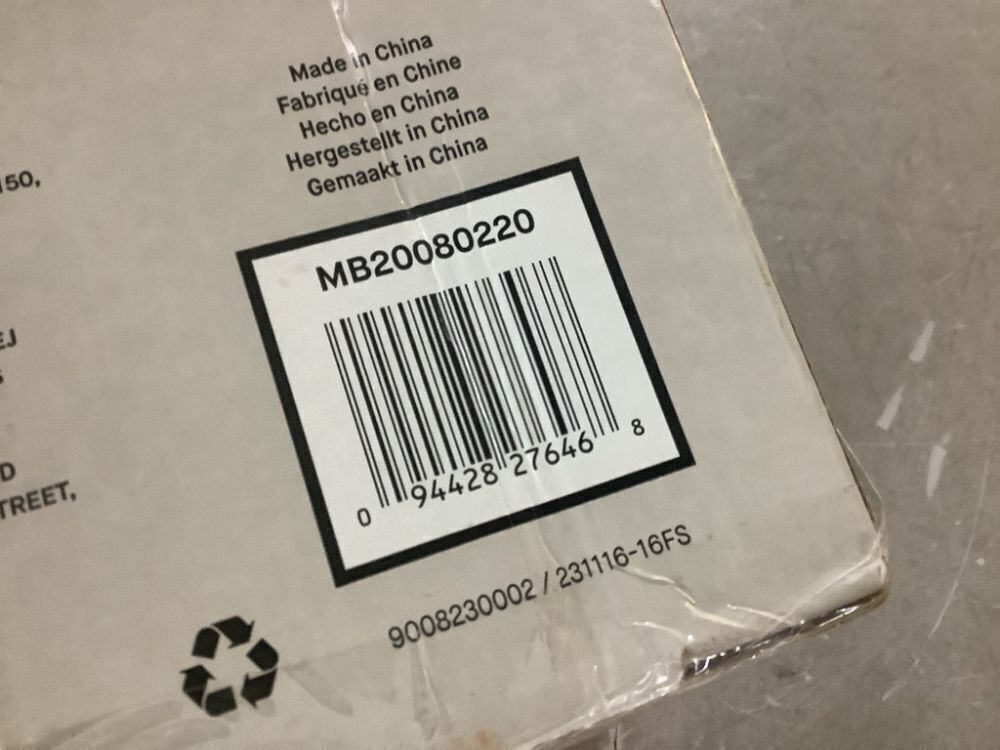 Made in China
Fabriqué en Chine
Hecho en China
Hergestellt in China
Gemaakt in China
150,
MB20080220
EJ
D
TREET,
0 94428 27646 8
9008230002 / 231116-16FS